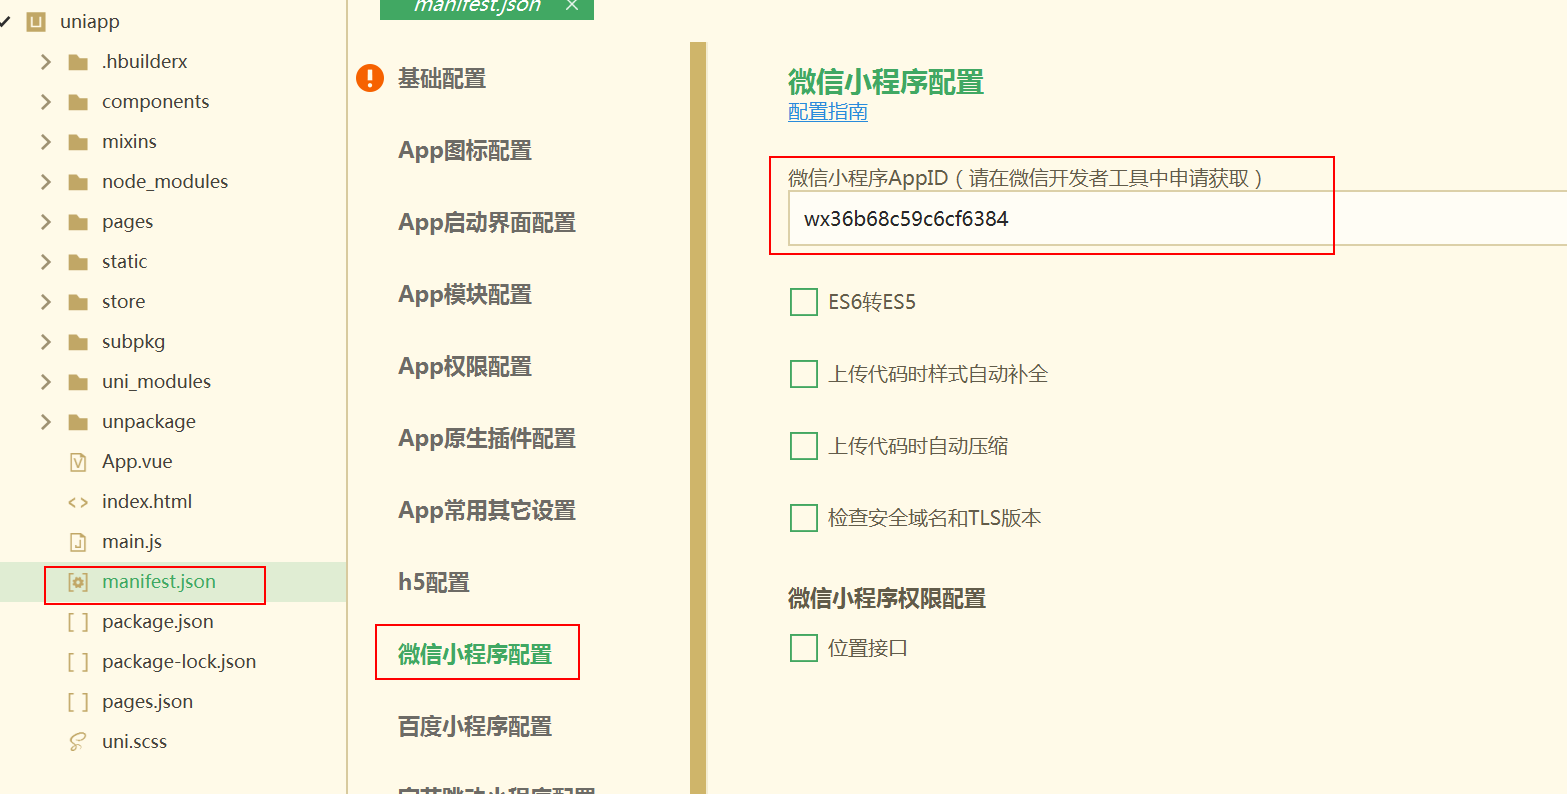 uniapp
.hbuilderx
components
mixins
node_modules
pages
static
store
subpkg
uni_modules
unpackage
App.vue
index.html
main.js
manifest.json
package.json
package-lock.json
pages.json
uni.scss
manifest.json
基础配置
App图标配置
App启动界面配置
App模块配置
App权限配置
App原生插件配置
App常用其它设置
h5配置
微信小程序配置
百度小程序配置
字节跳动小程序配置
微信小程序配置
配置指南
微信小程序AppID（请在微信开发者工具中申请获取）
wx36b68c59c6cf6384
ES6转ES5
上传代码时样式自动补全
上传代码时自动压缩
检查安全域名和TLS版本
微信小程序权限配置
位置接口